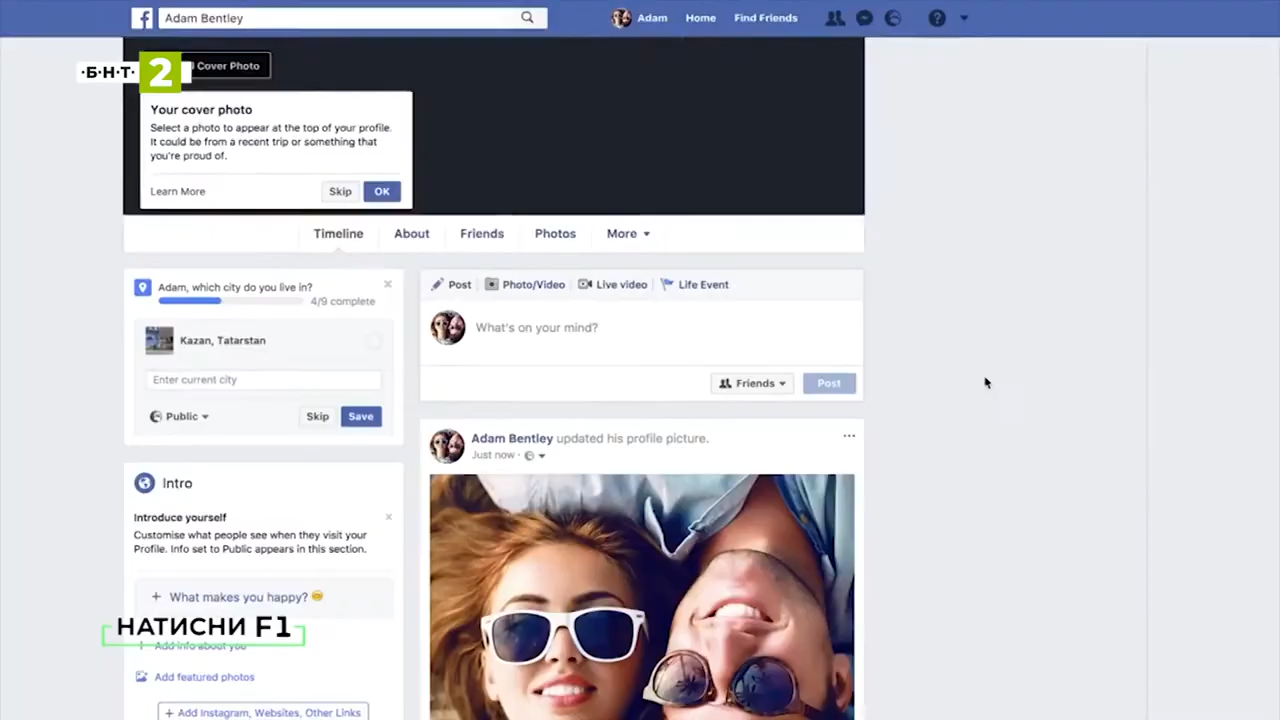 Adam Bentley
Adam
Home
Find Friends
·Б·Н·Т· 2
Cover Photo
Your cover photo
Select a photo to appear at the top of your profile.
It could be from a recent trip or something that
you're proud of.
Learn More
Skip
OK
Timeline
About
Friends
Photos
More
Adam, which city do you live in?
4/9 complete
Kazan, Tatarstan
Enter current city
Public
Skip
Save
Post
Photo/Video
Live video
Life Event
What's on your mind?
Friends
Post
Adam Bentley updated his profile picture.
Just now ·
Intro
Introduce yourself
Customise what people see when they visit your
Profile. Info set to Public appears in this section.
+ What makes you happy?
НАТИСНИ F1
Add info about you
Add featured photos
+ Add Instagram, Websites, Other Links